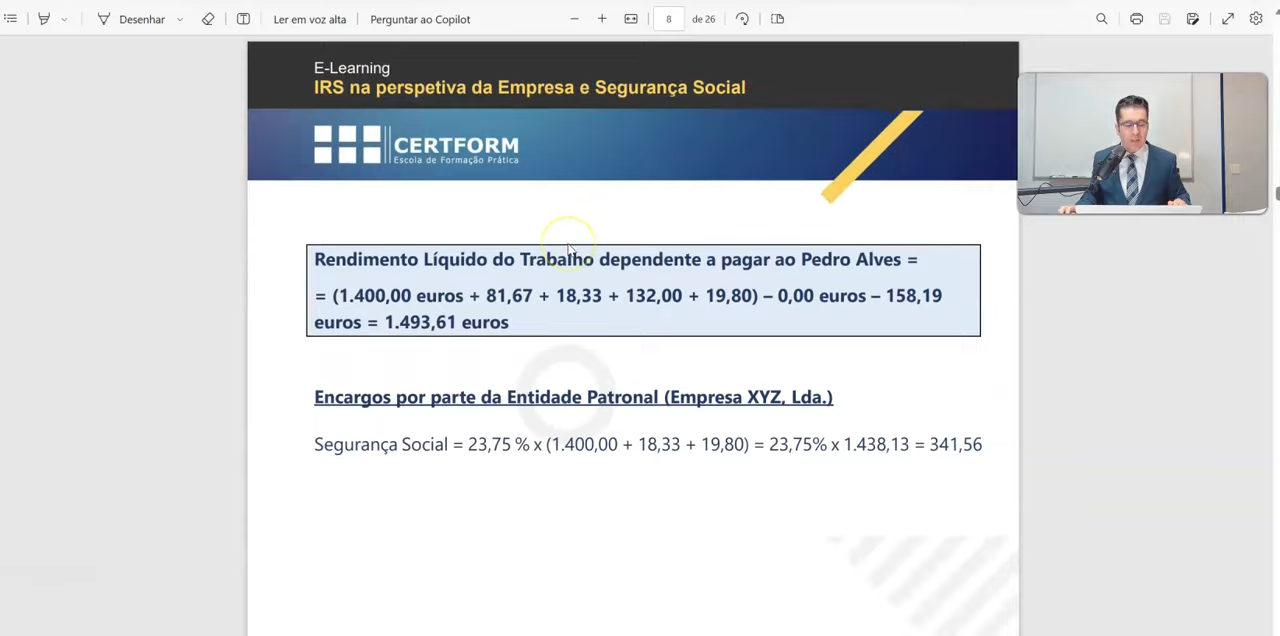 Desenhar
Ler em voz alta
Perguntar ao Copilot
8 de 26
E-Learning
IRS na perspetiva da Empresa e Segurança Social
CERTFORM
Escola de Formação Prática
Rendimento Líquido do Trabalho dependente a pagar ao Pedro Alves =
= (1.400,00 euros + 81,67 + 18,33 + 132,00 + 19,80) – 0,00 euros – 158,19
euros = 1.493,61 euros
Encargos por parte da Entidade Patronal (Empresa XYZ, Lda.)
Segurança Social = 23,75 % x (1.400,00 + 18,33 + 19,80) = 23,75% x 1.438,13 = 341,56